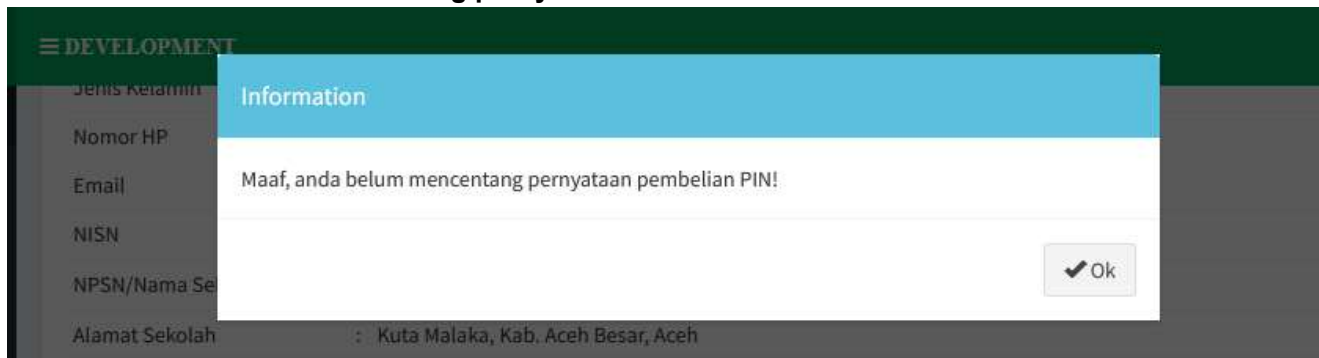 DEVELOPMENT
Jenis Kelamin
Information
Nomor HP
Email
Maaf, anda belum mencentang pernyataan pembelian PIN!
NISN
Ok
NPSN/Nama Se
Alamat Sekolah : Kuta Malaka, Kab. Aceh Besar, Aceh